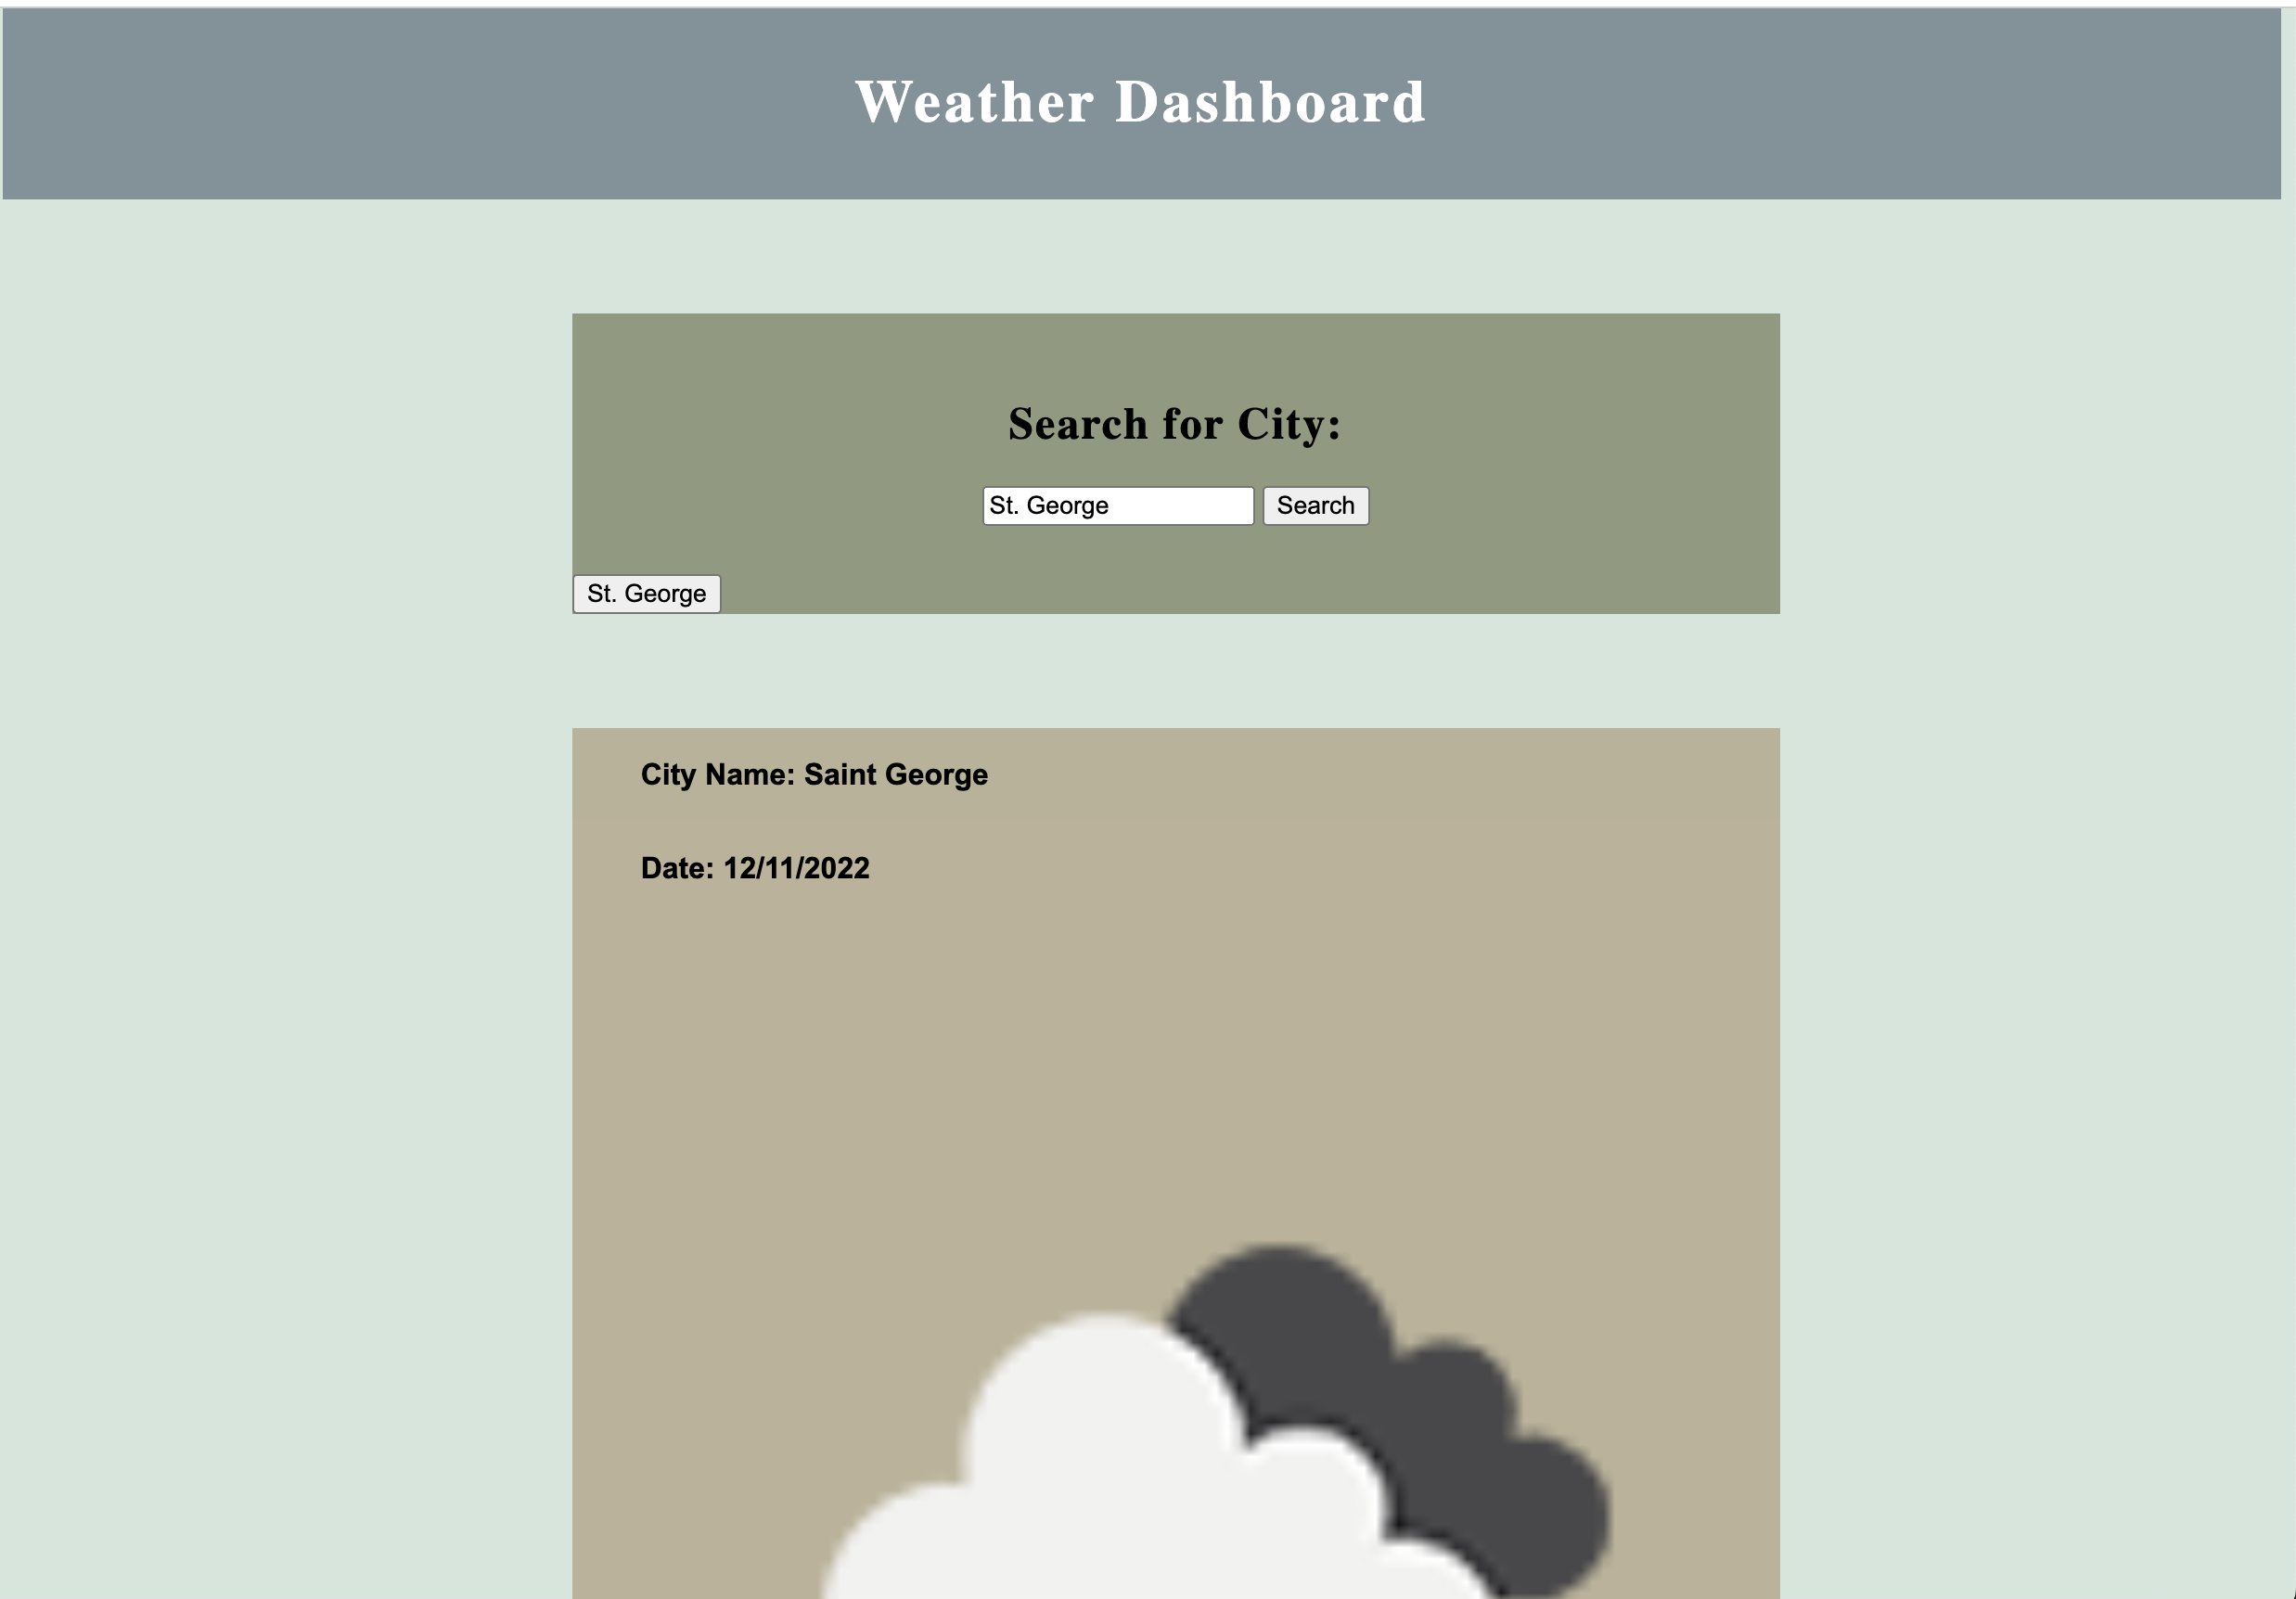 Weather Dashboard
Search for City:
St. George Search
St. George
City Name: Saint George
Date: 12/11/2022